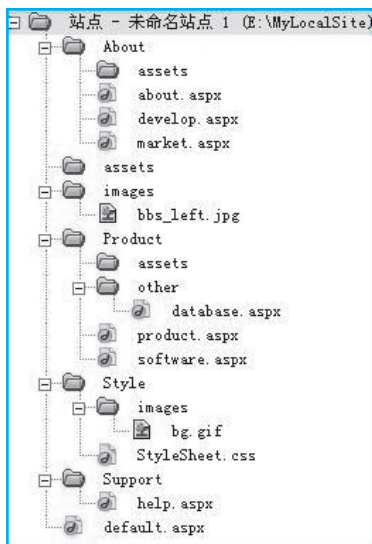 站点 - 未命名站点 1 (E:\MyLocalSite)
About
assets
about.aspx
develop.aspx
market.aspx
assets
images
bbs_left.jpg
Product
assets
other
database.aspx
product.aspx
software.aspx
Style
images
bg.gif
StyleSheet.css
Support
help.aspx
default.aspx